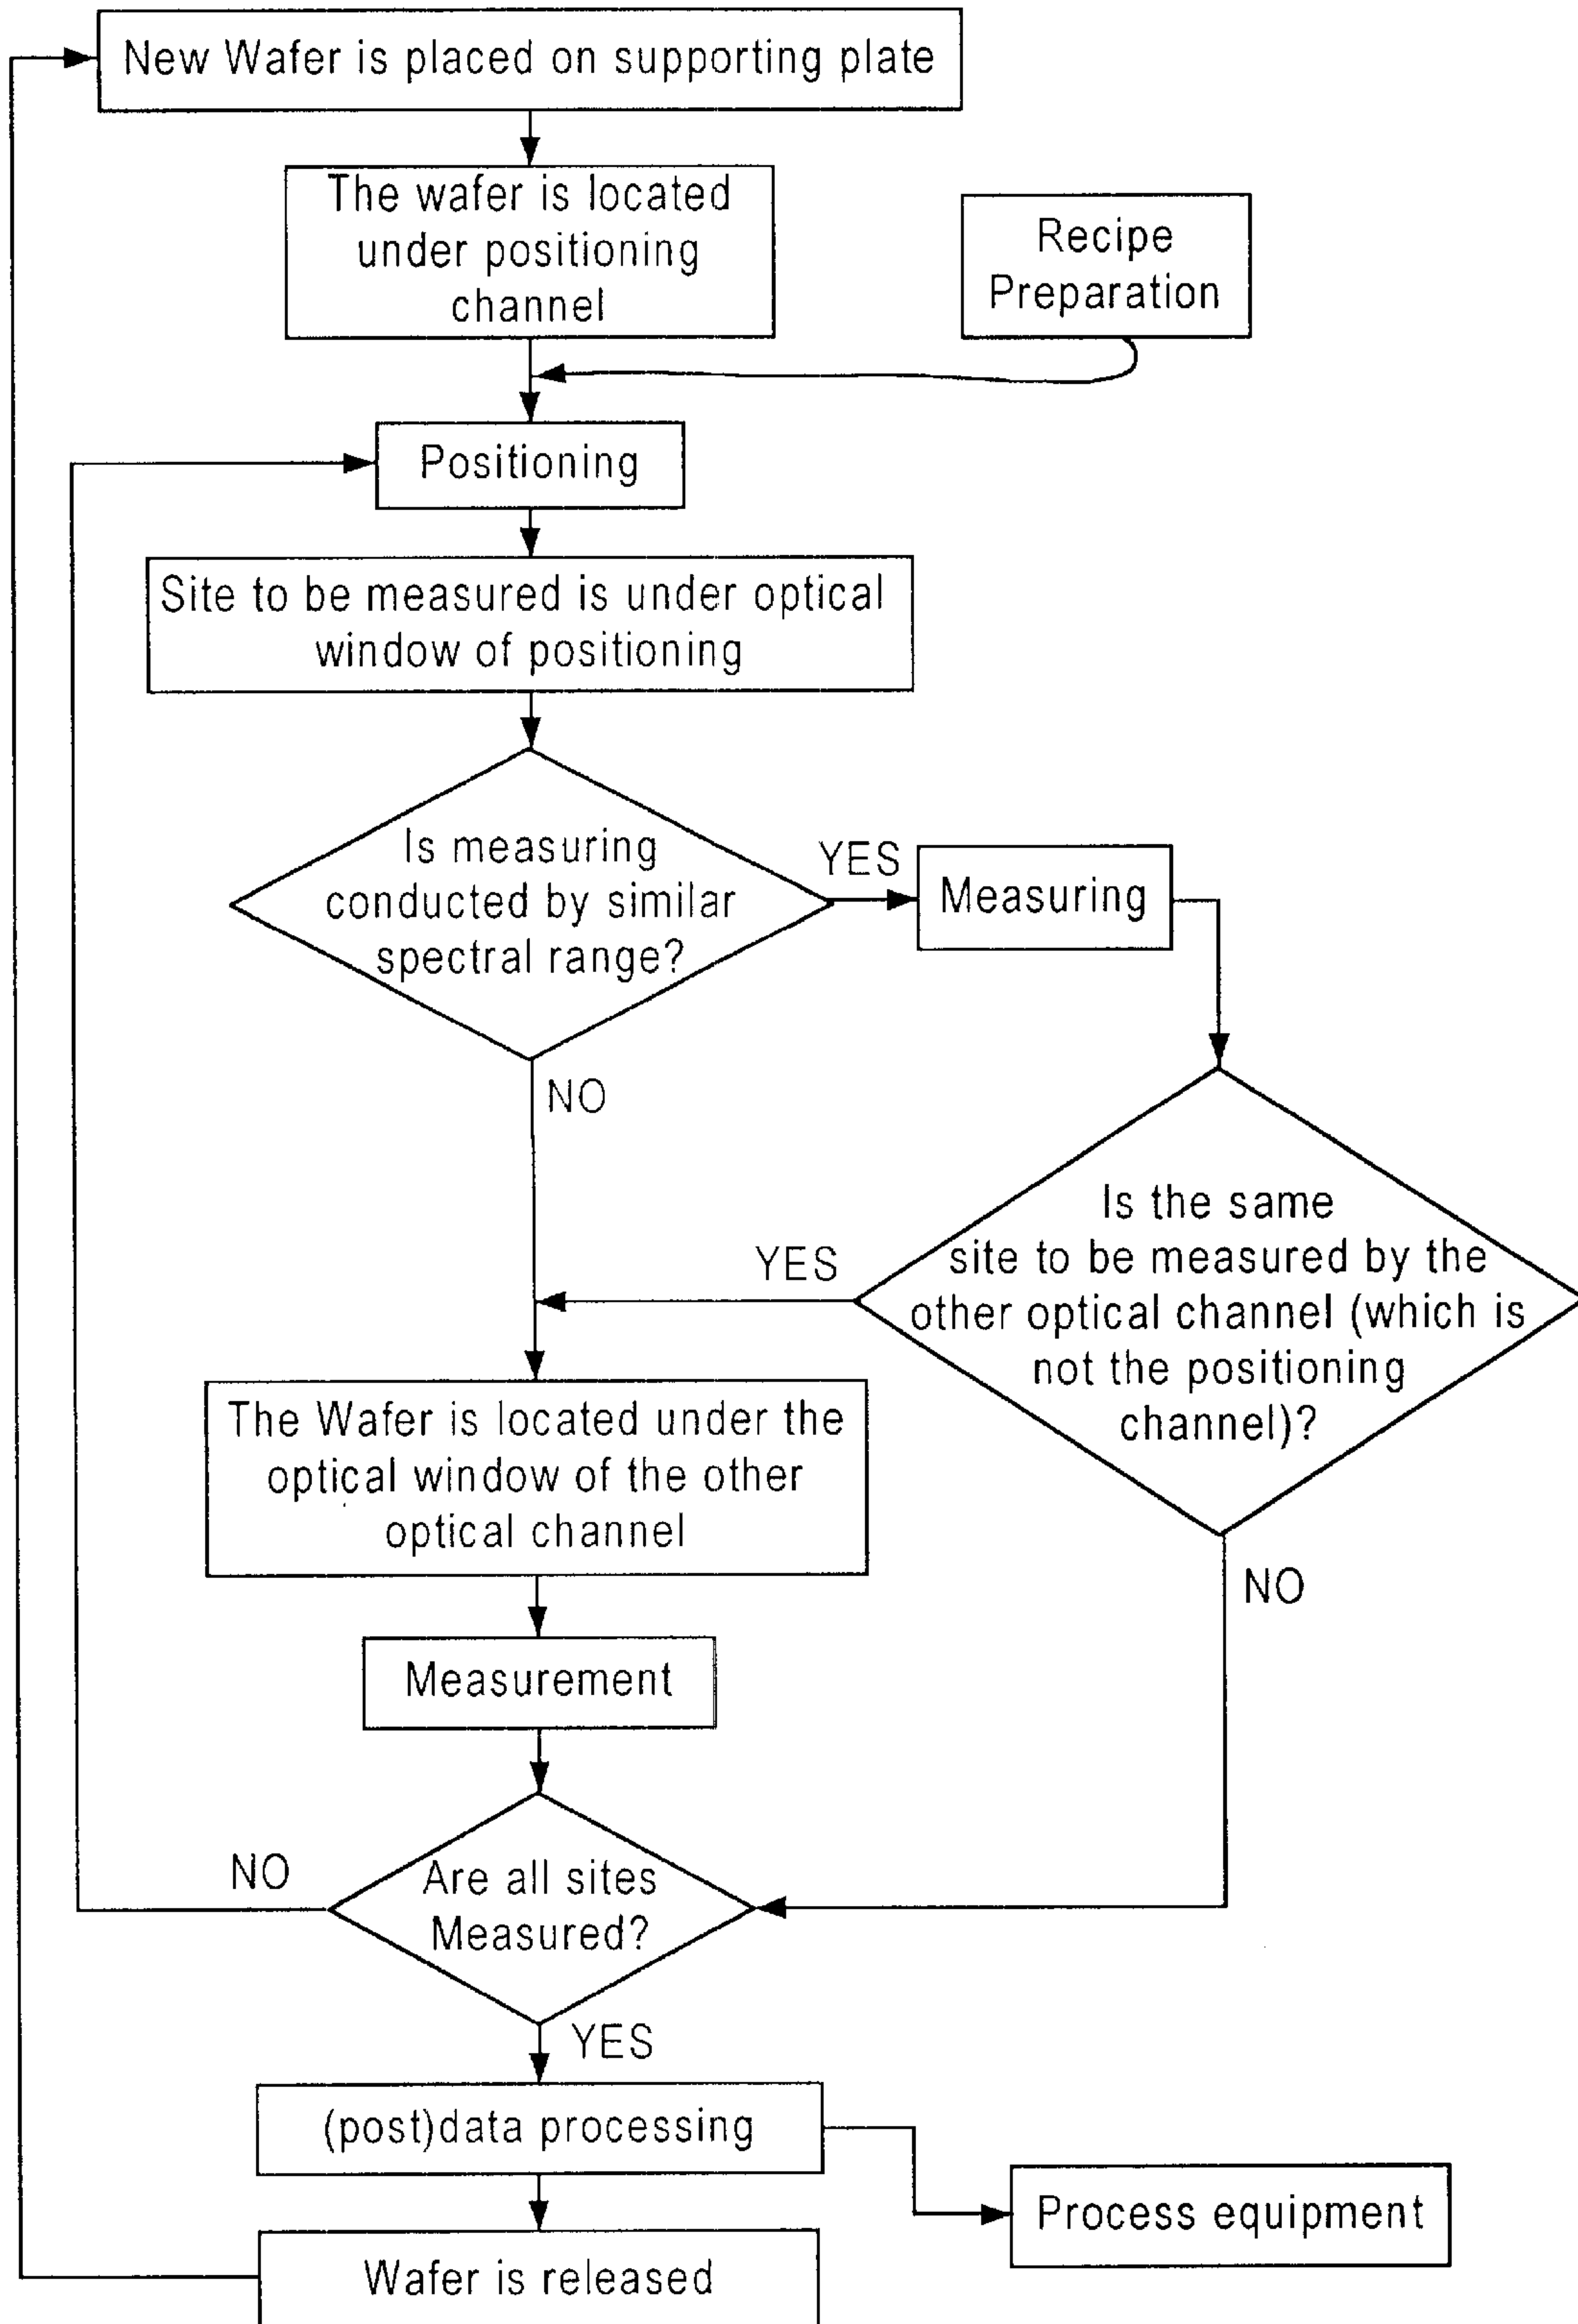 New Wafer is placed on supporting plate
The wafer is located
under positioning
channel
Recipe
Preparation
Positioning
Site to be measured is under optical
window of positioning
Is measuring
conducted by similar
spectral range?
YES
Measuring
NO
Is the same
site to be measured by the
other optical channel (which is
not the positioning
channel)?
YES
NO
The Wafer is located under the
optical window of the other
optical channel
Measurement
Are all sites
Measured?
NO
YES
(post)data processing
Process equipment
Wafer is released